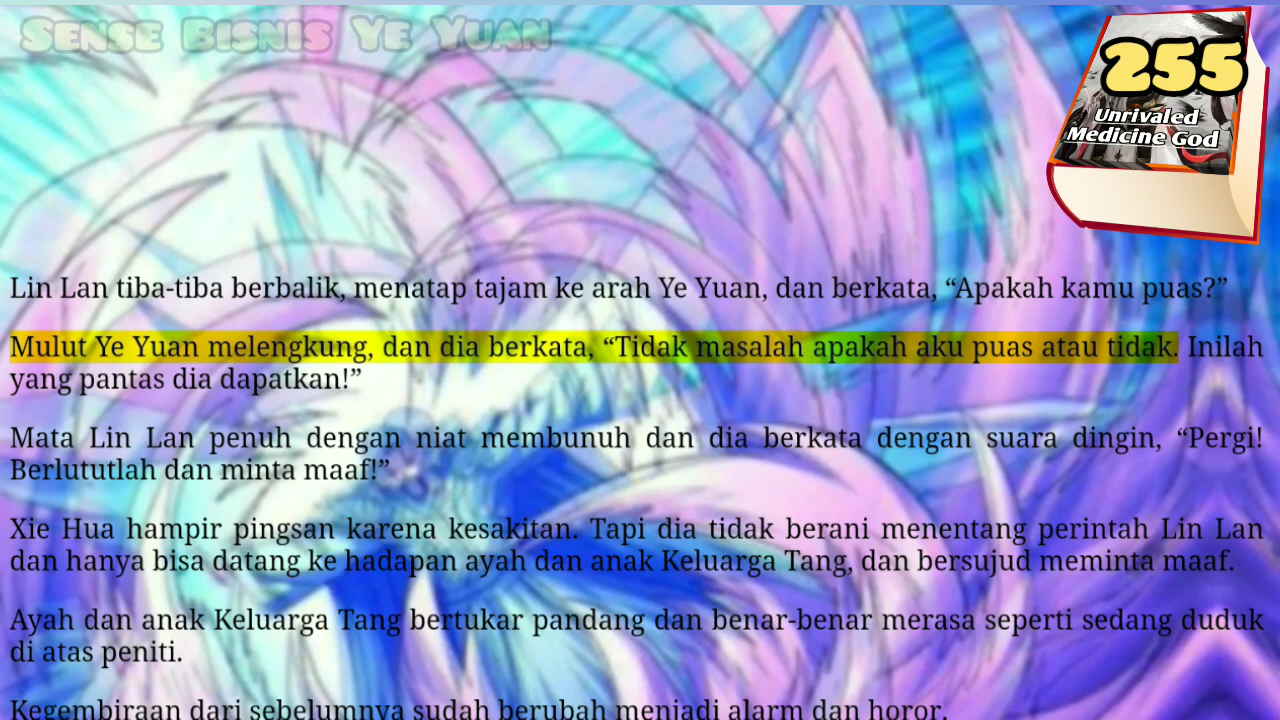 Sense Bisnis Ye Yuan
255
Unrivaled
Medicine God
Lin Lan tiba-tiba berbalik, menatap tajam ke arah Ye Yuan, dan berkata, “Apakah kamu puas?”
Mulut Ye Yuan melengkung, dan dia berkata, “Tidak masalah apakah aku puas atau tidak. Inilah
yang pantas dia dapatkan!”
Mata Lin Lan penuh dengan niat membunuh dan dia berkata dengan suara dingin, “Pergi!
Berlututlah dan minta maaf!”
Xie Hua hampir pingsan karena kesakitan. Tapi dia tidak berani menentang perintah Lin Lan
dan hanya bisa datang ke hadapan ayah dan anak Keluarga Tang, dan bersujud meminta maaf.
Ayah dan anak Keluarga Tang bertukar pandang dan benar-benar merasa seperti sedang duduk
di atas peniti.
Kegembiraan dari sebelumnya sudah berubah menjadi alarm dan horor.